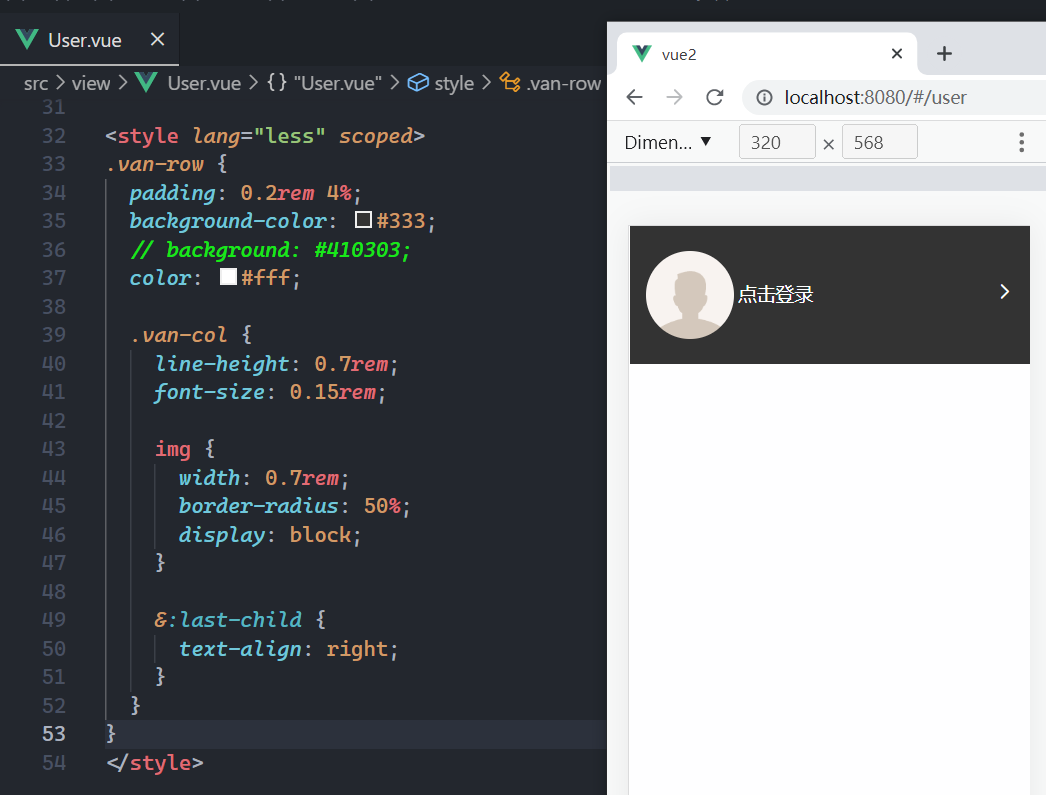 User.vue ×
src > view > User.vue > {} "User.vue" > style > .van-row
31
32 <style lang="less" scoped>
33 .van-row {
34 padding: 0.2rem 4%;
35 background-color: #333;
36 // background: #410303;
37 color: #fff;
38
39 .van-col {
40 line-height: 0.7rem;
41 font-size: 0.15rem;
42
43 img {
44 width: 0.7rem;
45 border-radius: 50%;
46 display: block;
47 }
48
49 &:last-child {
50 text-align: right;
51 }
52 }
53 }
54 </style>
vue2 × +
localhost:8080/#/user
Dimen... ▼ 320 × 568
点击登录